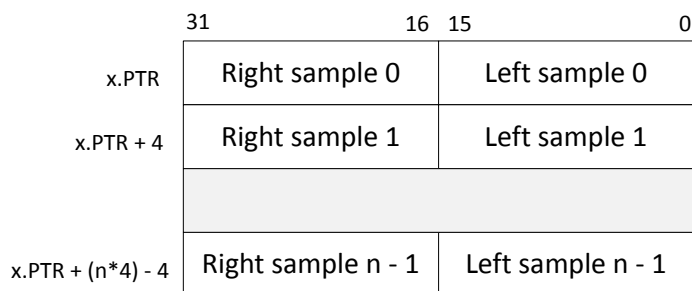 31 16 15 0
x.PTR Right sample 0 Left sample 0
x.PTR + 4 Right sample 1 Left sample 1
x.PTR + (n*4) - 4 Right sample n - 1 Left sample n - 1